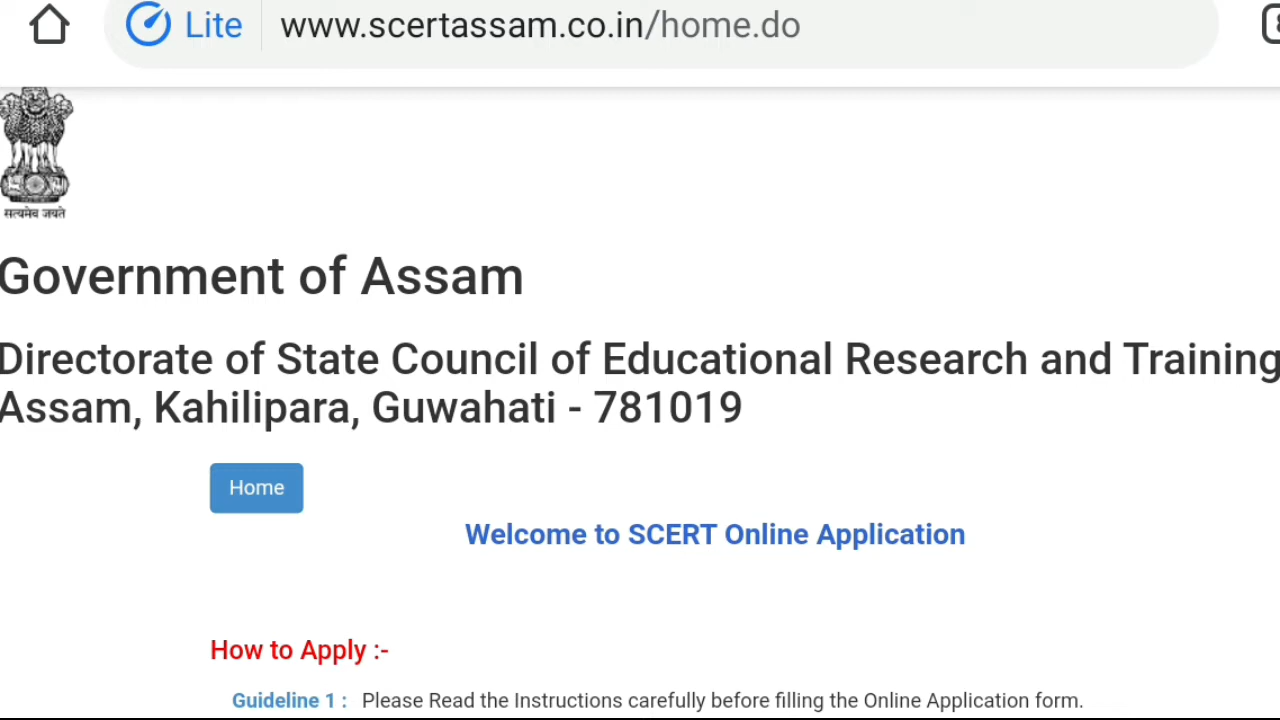 Lite www.scertassam.co.in/home.do
सत्यमेव जयते
Government of Assam
Directorate of State Council of Educational Research and Training
Assam, Kahilipara, Guwahati - 781019
Home
Welcome to SCERT Online Application
How to Apply :-
Guideline 1 : Please Read the Instructions carefully before filling the Online Application form.